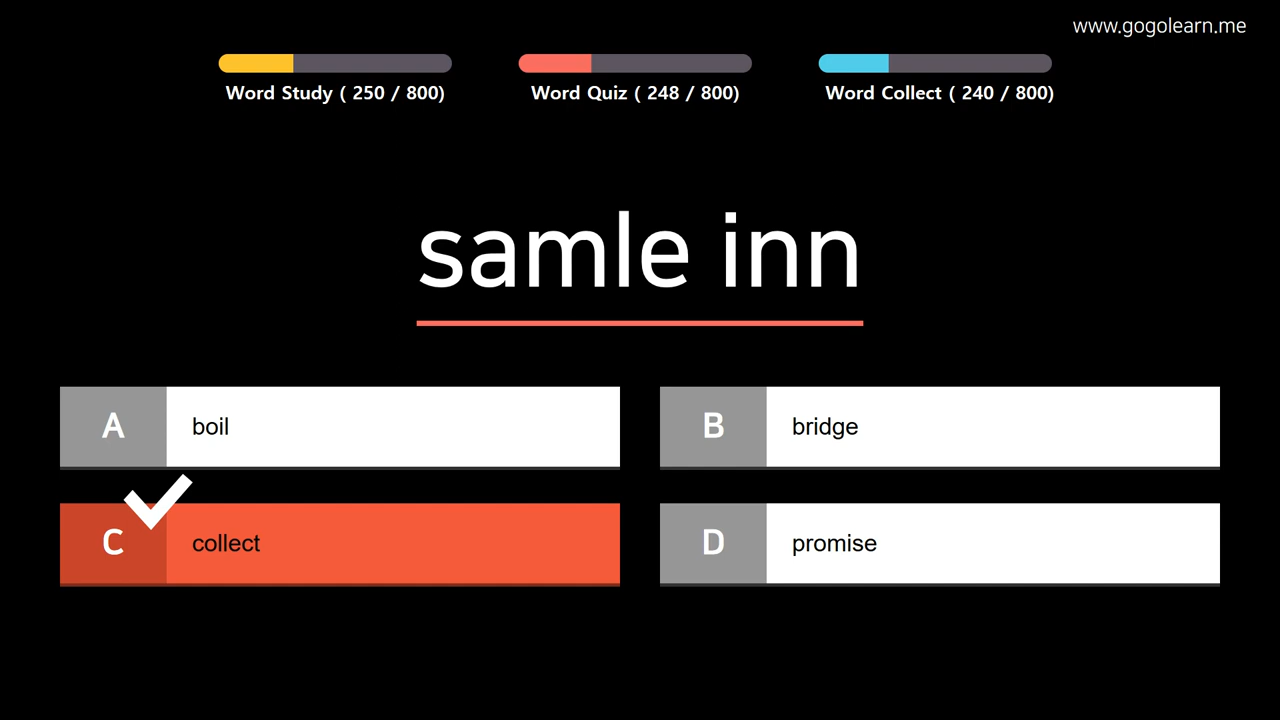 www.gogolearn.me
Word Study ( 250 / 800)
Word Quiz ( 248 / 800)
Word Collect ( 240 / 800)
samle inn
A boil
B bridge
C collect
D promise